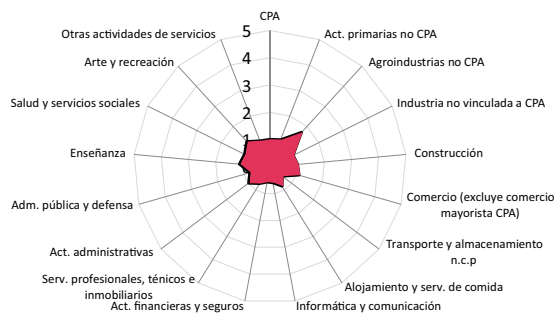 CPA
5
4
3
2
1
Act. primarias no CPA
Agroindustrias no CPA
Industria no vinculada a CPA
Construcción
Comercio (excluye comercio
mayorista CPA)
Transporte y almacenamiento
n.c.p
Alojamiento y serv. de comida
Informática y comunicación
Act. financieras y seguros
Serv. profesionales, ténicos e
inmobiliarios
Act. administrativas
Adm. pública y defensa
Enseñanza
Salud y servicios sociales
Arte y recreación
Otras actividades de servicios